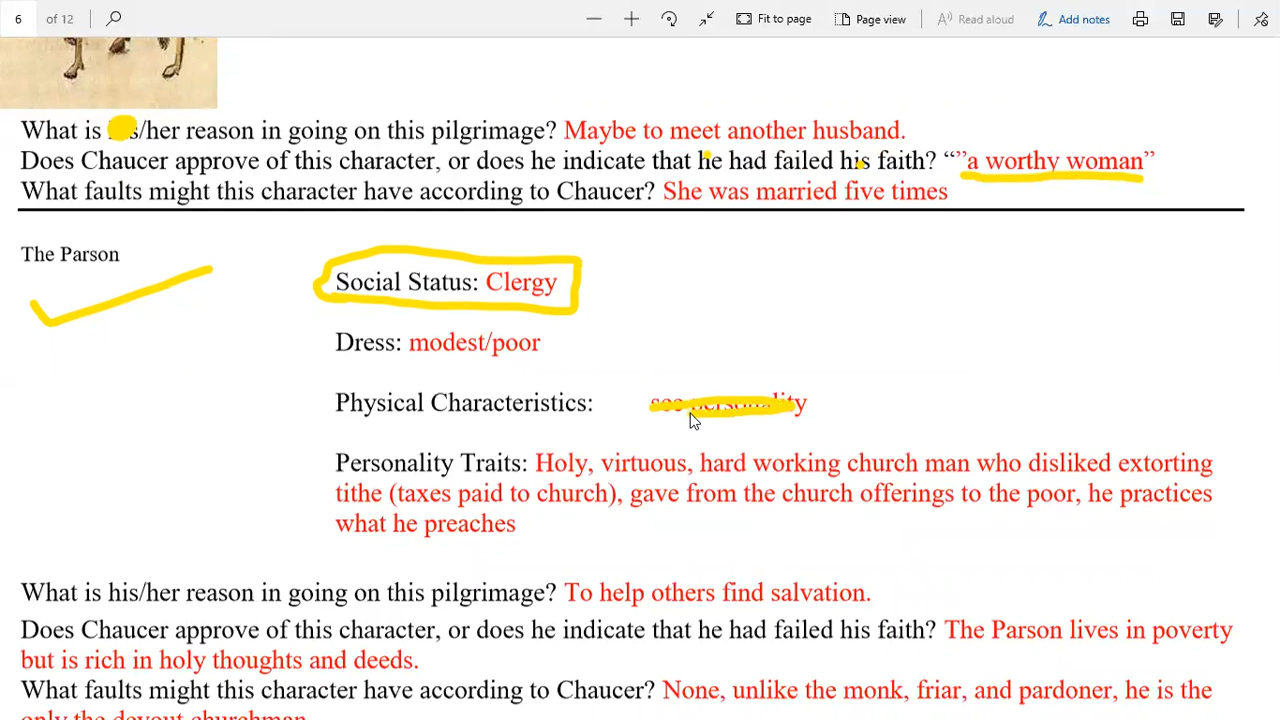 6 of 12 Fit to page Page view Read aloud Add notes
What is /her reason in going on this pilgrimage? Maybe to meet another husband.
Does Chaucer approve of this character, or does he indicate that he had failed his faith? “”a worthy woman”
What faults might this character have according to Chaucer? She was married five times
The Parson
Social Status: Clergy
Dress: modest/poor
Physical Characteristics: see personality
Personality Traits: Holy, virtuous, hard working church man who disliked extorting
tithe (taxes paid to church), gave from the church offerings to the poor, he practices
what he preaches
What is his/her reason in going on this pilgrimage? To help others find salvation.
Does Chaucer approve of this character, or does he indicate that he had failed his faith? The Parson lives in poverty
but is rich in holy thoughts and deeds.
What faults might this character have according to Chaucer? None, unlike the monk, friar, and pardoner, he is the
only the devout churchman